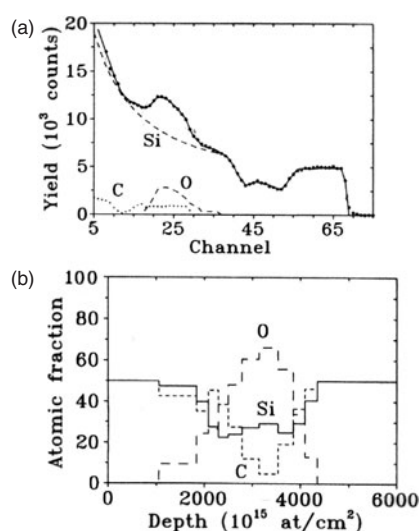 (a)
20
15
10
5
0
Yield (10³ counts)
Si
C
O
5
25
45
65
Channel
(b)
100
80
60
40
20
0
Atomic fraction
O
Si
C
0
2000
4000
6000
Depth (10¹⁵ at/cm²)